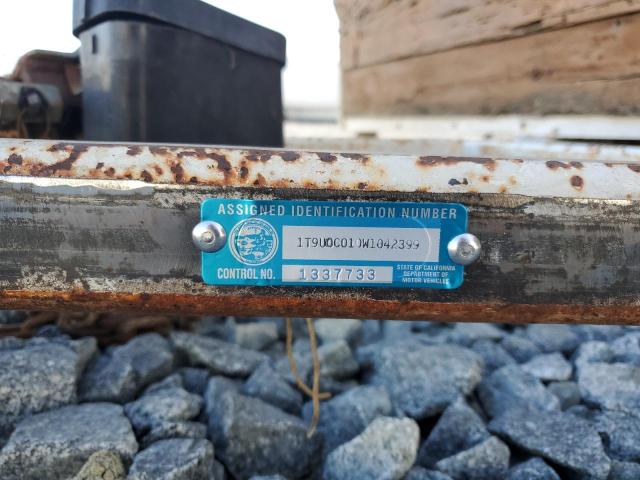 ASSIGNED IDENTIFICATION NUMBER
1T9U0C010W1042399
CONTROL NO. 1337733
STATE OF CALIFORNIA
DEPARTMENT OF
MOTOR VEHICLES